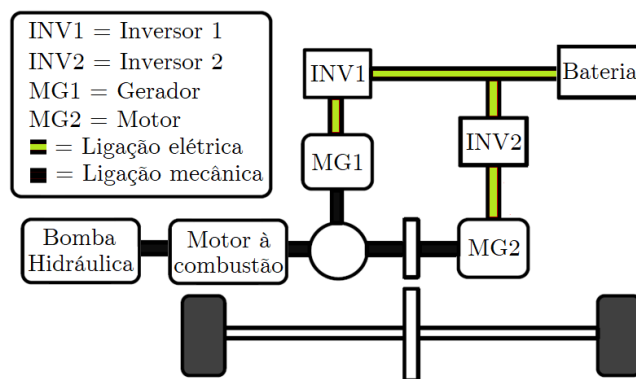 INV1 = Inversor 1
INV2 = Inversor 2
MG1 = Gerador
MG2 = Motor
= Ligação elétrica
= Ligação mecânica
INV1
Bateria
INV2
MG1
Bomba
Hidráulica
Motor à
combustão
MG2